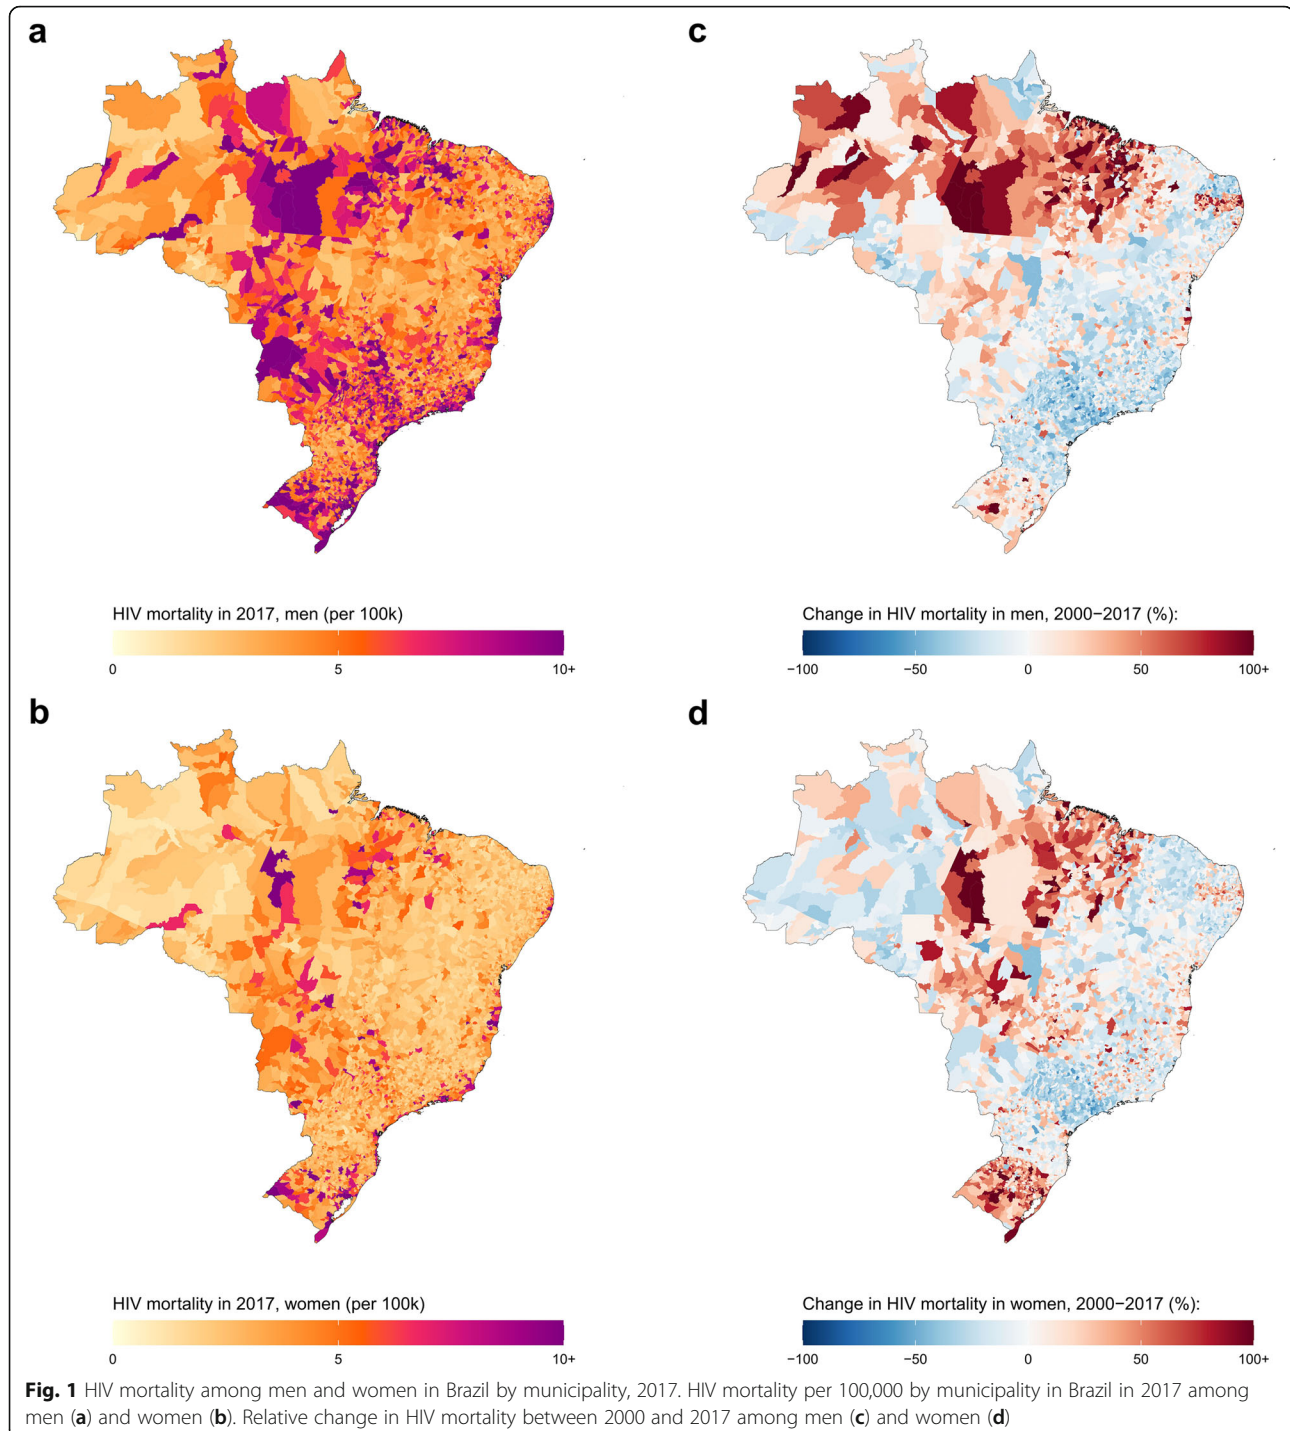 a
c
HIV mortality in 2017, men (per 100k)
0 5 10+
Change in HIV mortality in men, 2000−2017 (%):
−100 −50 0 50 100+
b
d
HIV mortality in 2017, women (per 100k)
0 5 10+
Change in HIV mortality in women, 2000−2017 (%):
−100 −50 0 50 100+
Fig. 1 HIV mortality among men and women in Brazil by municipality, 2017. HIV mortality per 100,000 by municipality in Brazil in 2017 among
men (a) and women (b). Relative change in HIV mortality between 2000 and 2017 among men (c) and women (d)